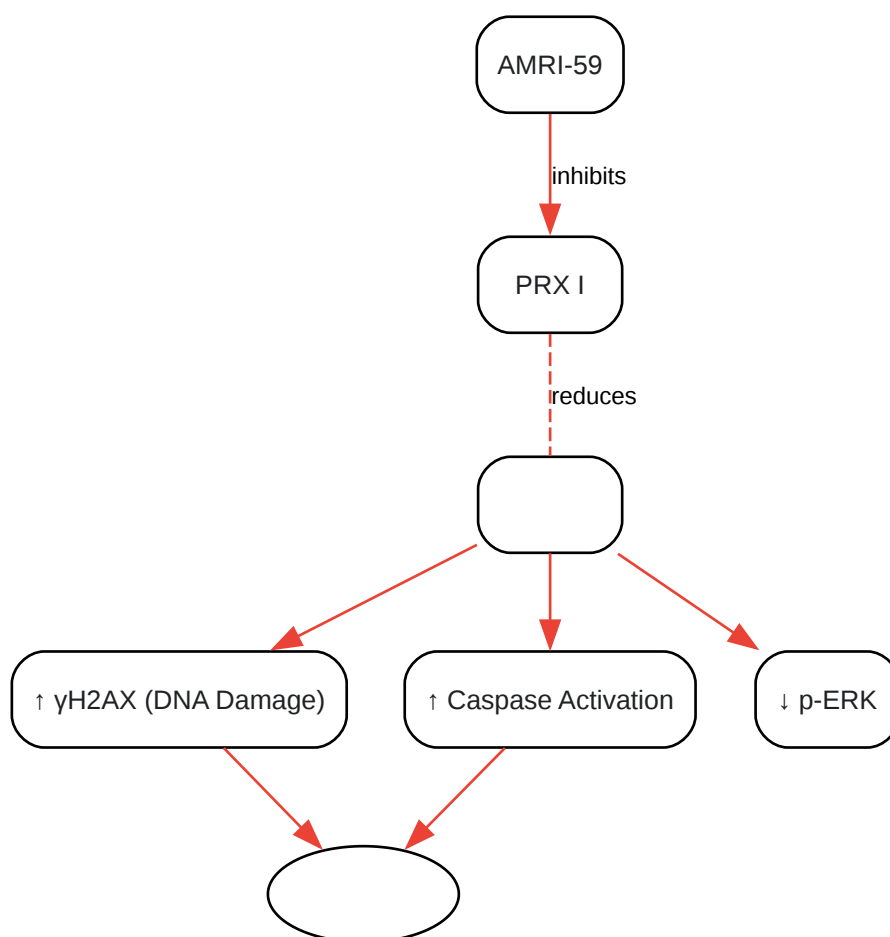 AMRI-59
inhibits
PRX I
reduces
↑ γH2AX (DNA Damage)
↑ Caspase Activation
↓ p-ERK